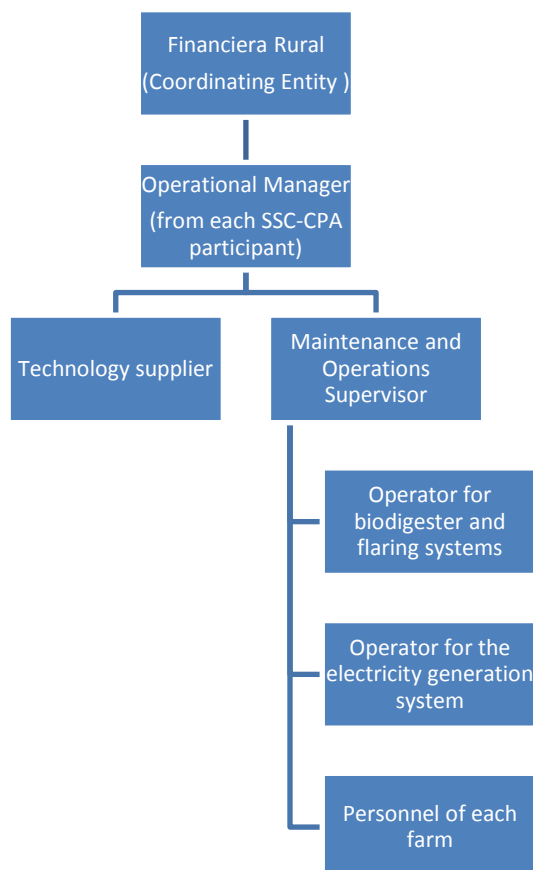 Financiera Rural
(Coordinating Entity )
Operational Manager
(from each SSC-CPA
participant)
Technology supplier
Maintenance and
Operations
Supervisor
Operator for
biodigester and
flaring systems
Operator for the
electricity generation
system
Personnel of each
farm